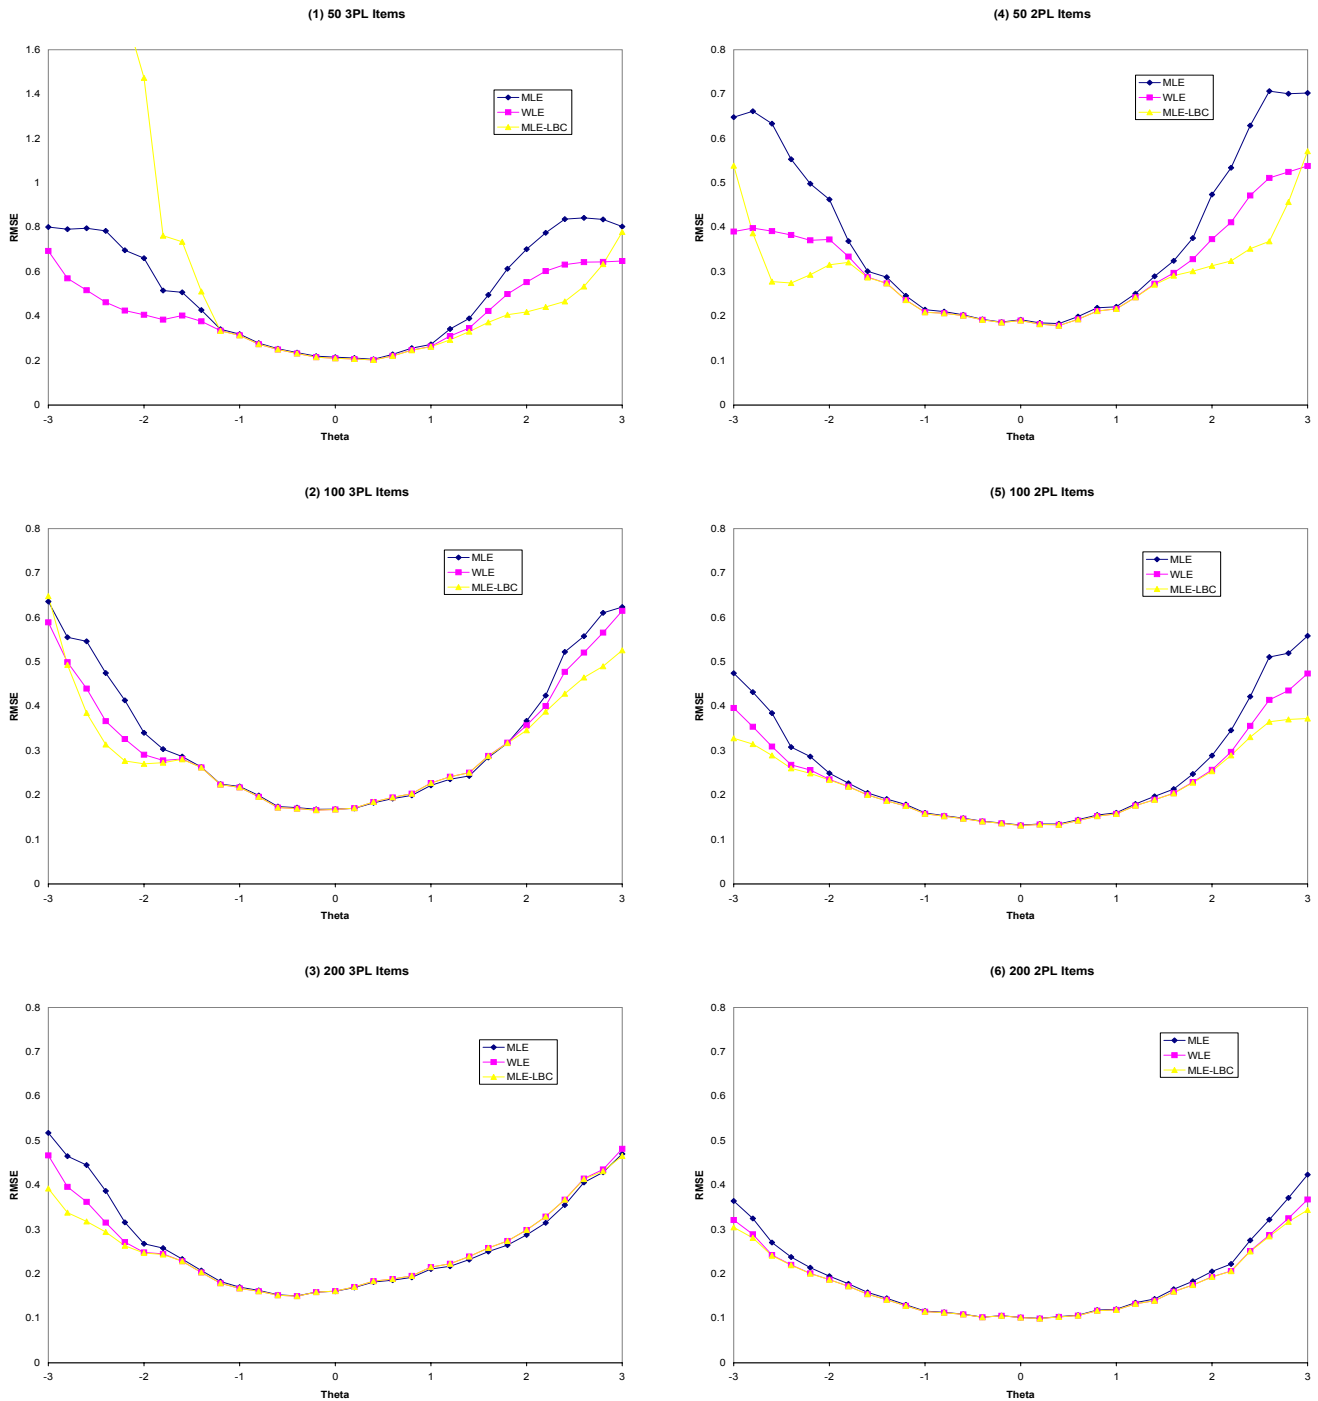 (1) 50 3PL Items
1.6
1.4
1.2
1
0.8
0.6
0.4
0.2
0
RMSE
-3 -2 -1 0 1 2 3
Theta
MLE
WLE
MLE-LBC
(4) 50 2PL Items
0.8
0.7
0.6
0.5
0.4
0.3
0.2
0.1
0
RMSE
-3 -2 -1 0 1 2 3
Theta
MLE
WLE
MLE-LBC
(2) 100 3PL Items
0.8
0.7
0.6
0.5
0.4
0.3
0.2
0.1
0
RMSE
-3 -2 -1 0 1 2 3
Theta
MLE
WLE
MLE-LBC
(5) 100 2PL Items
0.8
0.7
0.6
0.5
0.4
0.3
0.2
0.1
0
RMSE
-3 -2 -1 0 1 2 3
Theta
MLE
WLE
MLE-LBC
(3) 200 3PL Items
0.8
0.7
0.6
0.5
0.4
0.3
0.2
0.1
0
RMSE
-3 -2 -1 0 1 2 3
Theta
MLE
WLE
MLE-LBC
(6) 200 2PL Items
0.8
0.7
0.6
0.5
0.4
0.3
0.2
0.1
0
RMSE
-3 -2 -1 0 1 2 3
Theta
MLE
WLE
MLE-LBC